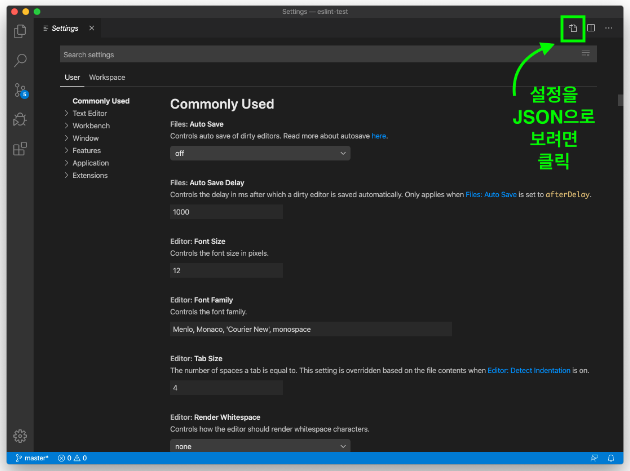 Settings — eslint-test
Settings
설정을
JSON으로
보려면
클릭
Search settings
User Workspace
Commonly Used
Text Editor
Workbench
Window
Features
Application
Extensions
6
Commonly Used
Files: Auto Save
Controls auto save of dirty editors. Read more about autosave here.
off
Files: Auto Save Delay
Controls the delay in ms after which a dirty editor is saved automatically. Only applies when Files: Auto Save is set to afterDelay.
1000
Editor: Font Size
Controls the font size in pixels.
12
Editor: Font Family
Controls the font family.
Menlo, Monaco, 'Courier New', monospace
Editor: Tab Size
The number of spaces a tab is equal to. This setting is overridden based on the file contents when Editor: Detect Indentation is on.
4
Editor: Render Whitespace
Controls how the editor should render whitespace characters.
none
master* 0 0